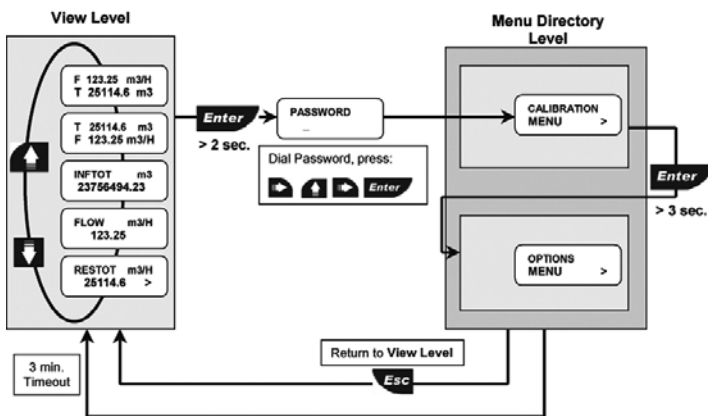 View Level
F 123.25 m3/H
T 25114.6 m3
T 25114.6 m3
F 123.25 m3/H
INFTOT m3
23756494.23
FLOW m3/H
123.25
RESTOT m3/H
25114.6 >
3 min.
Timeout
Enter
> 2 sec.
PASSWORD
_
Dial Password, press:
Enter
Menu Directory
Level
CALIBRATION
MENU >
Enter
> 3 sec.
OPTIONS
MENU >
Return to View Level
Esc